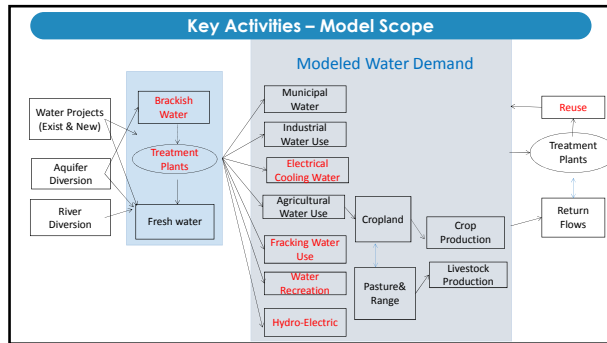 Key Activities – Model Scope
Modeled Water Demand
Water Projects
(Exist & New)
Aquifer
Diversion
River
Diversion
Brackish
Water
Treatment
Plants
Fresh water
Municipal
Water
Industrial
Water Use
Electrical
Cooling Water
Agricultural
Water Use
Fracking Water
Use
Water
Recreation
Hydro-Electric
Cropland
Pasture&
Range
Crop
Production
Livestock
Production
Reuse
Treatment
Plants
Return
Flows